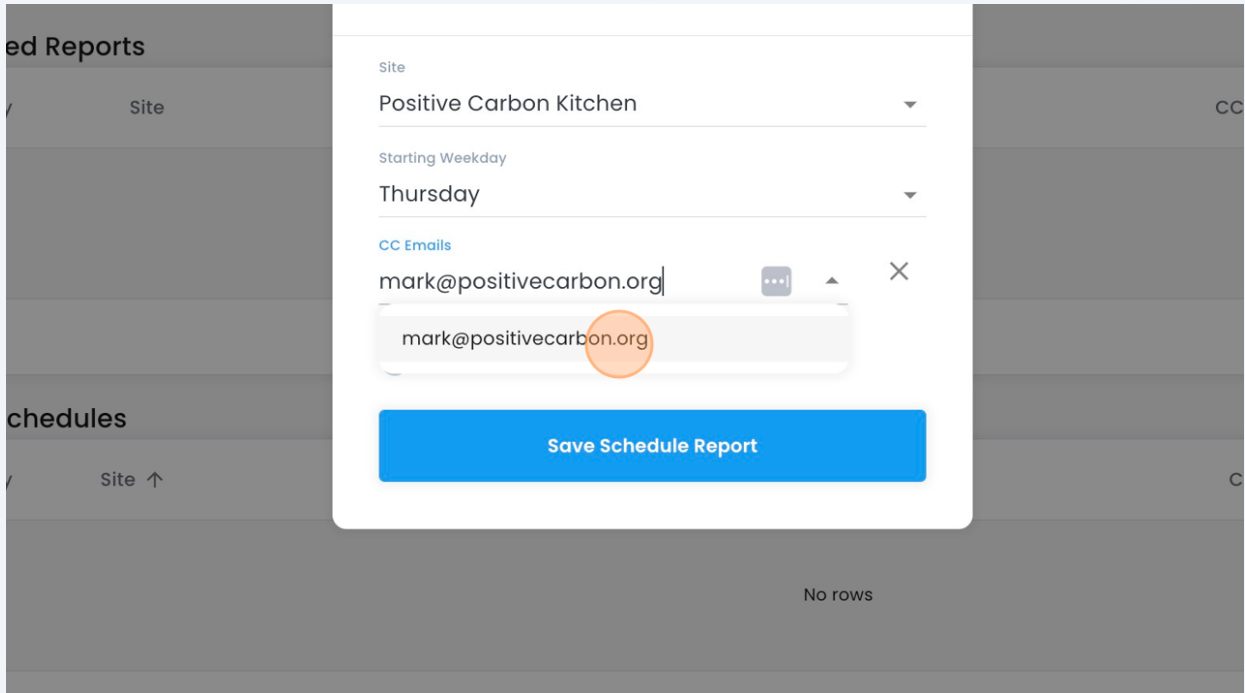 ed Reports
Site
CC
Site
Positive Carbon Kitchen
Starting Weekday
Thursday
CC Emails
mark@positivecarbon.org
mark@positivecarbon.org
Save Schedule Report
chedules
y Site ↑
C
No rows